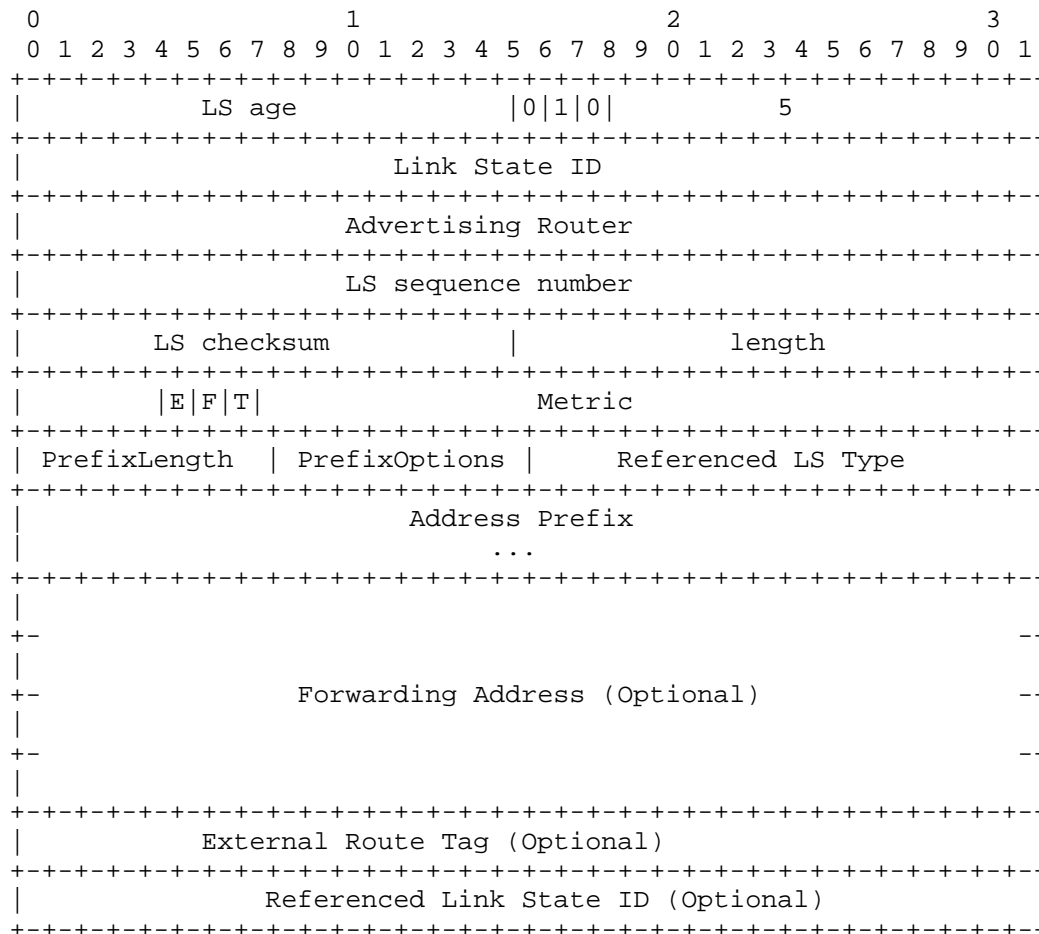 0                   1                   2                   3
0 1 2 3 4 5 6 7 8 9 0 1 2 3 4 5 6 7 8 9 0 1 2 3 4 5 6 7 8 9 0 1
+-+-+-+-+-+-+-+-+-+-+-+-+-+-+-+-+-+-+-+-+-+-+-+-+-+-+-+-+-+-+-+--
|           LS age             |0|1|0|          5
+-+-+-+-+-+-+-+-+-+-+-+-+-+-+-+-+-+-+-+-+-+-+-+-+-+-+-+-+-+-+-+--
|                       Link State ID
+-+-+-+-+-+-+-+-+-+-+-+-+-+-+-+-+-+-+-+-+-+-+-+-+-+-+-+-+-+-+-+--
|                    Advertising Router
+-+-+-+-+-+-+-+-+-+-+-+-+-+-+-+-+-+-+-+-+-+-+-+-+-+-+-+-+-+-+-+--
|                    LS sequence number
+-+-+-+-+-+-+-+-+-+-+-+-+-+-+-+-+-+-+-+-+-+-+-+-+-+-+-+-+-+-+-+--
|        LS checksum           |             length
+-+-+-+-+-+-+-+-+-+-+-+-+-+-+-+-+-+-+-+-+-+-+-+-+-+-+-+-+-+-+-+--
|        |E|F|T|                Metric
+-+-+-+-+-+-+-+-+-+-+-+-+-+-+-+-+-+-+-+-+-+-+-+-+-+-+-+-+-+-+-+--
| PrefixLength  | PrefixOptions |     Referenced LS Type
+-+-+-+-+-+-+-+-+-+-+-+-+-+-+-+-+-+-+-+-+-+-+-+-+-+-+-+-+-+-+-+--
|                        Address Prefix
|                             ...
+-+-+-+-+-+-+-+-+-+-+-+-+-+-+-+-+-+-+-+-+-+-+-+-+-+-+-+-+-+-+-+--
|
+-                                                             --
|
+-                Forwarding Address (Optional)                --
|
+-                                                             --
|
+-+-+-+-+-+-+-+-+-+-+-+-+-+-+-+-+-+-+-+-+-+-+-+-+-+-+-+-+-+-+-+--
|           External Route Tag (Optional)
+-+-+-+-+-+-+-+-+-+-+-+-+-+-+-+-+-+-+-+-+-+-+-+-+-+-+-+-+-+-+-+--
|               Referenced Link State ID (Optional)
+-+-+-+-+-+-+-+-+-+-+-+-+-+-+-+-+-+-+-+-+-+-+-+-+-+-+-+-+-+-+-+--